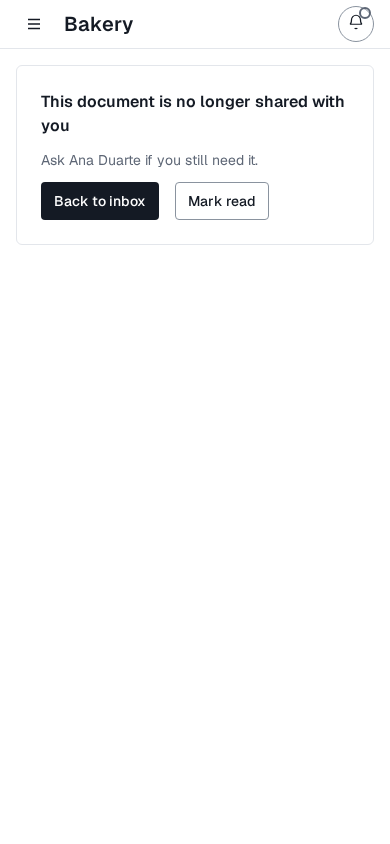 Bakery
This document is no longer shared with
you
Ask Ana Duarte if you still need it.
Back to inbox
Mark read